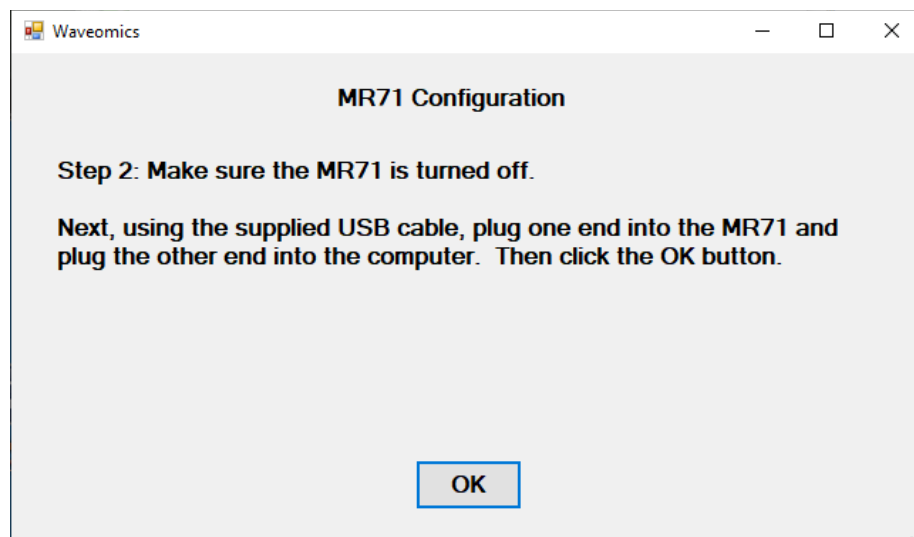 Waveomics
MR71 Configuration
Step 2: Make sure the MR71 is turned off.
Next, using the supplied USB cable, plug one end into the MR71 and
plug the other end into the computer.  Then click the OK button.
OK